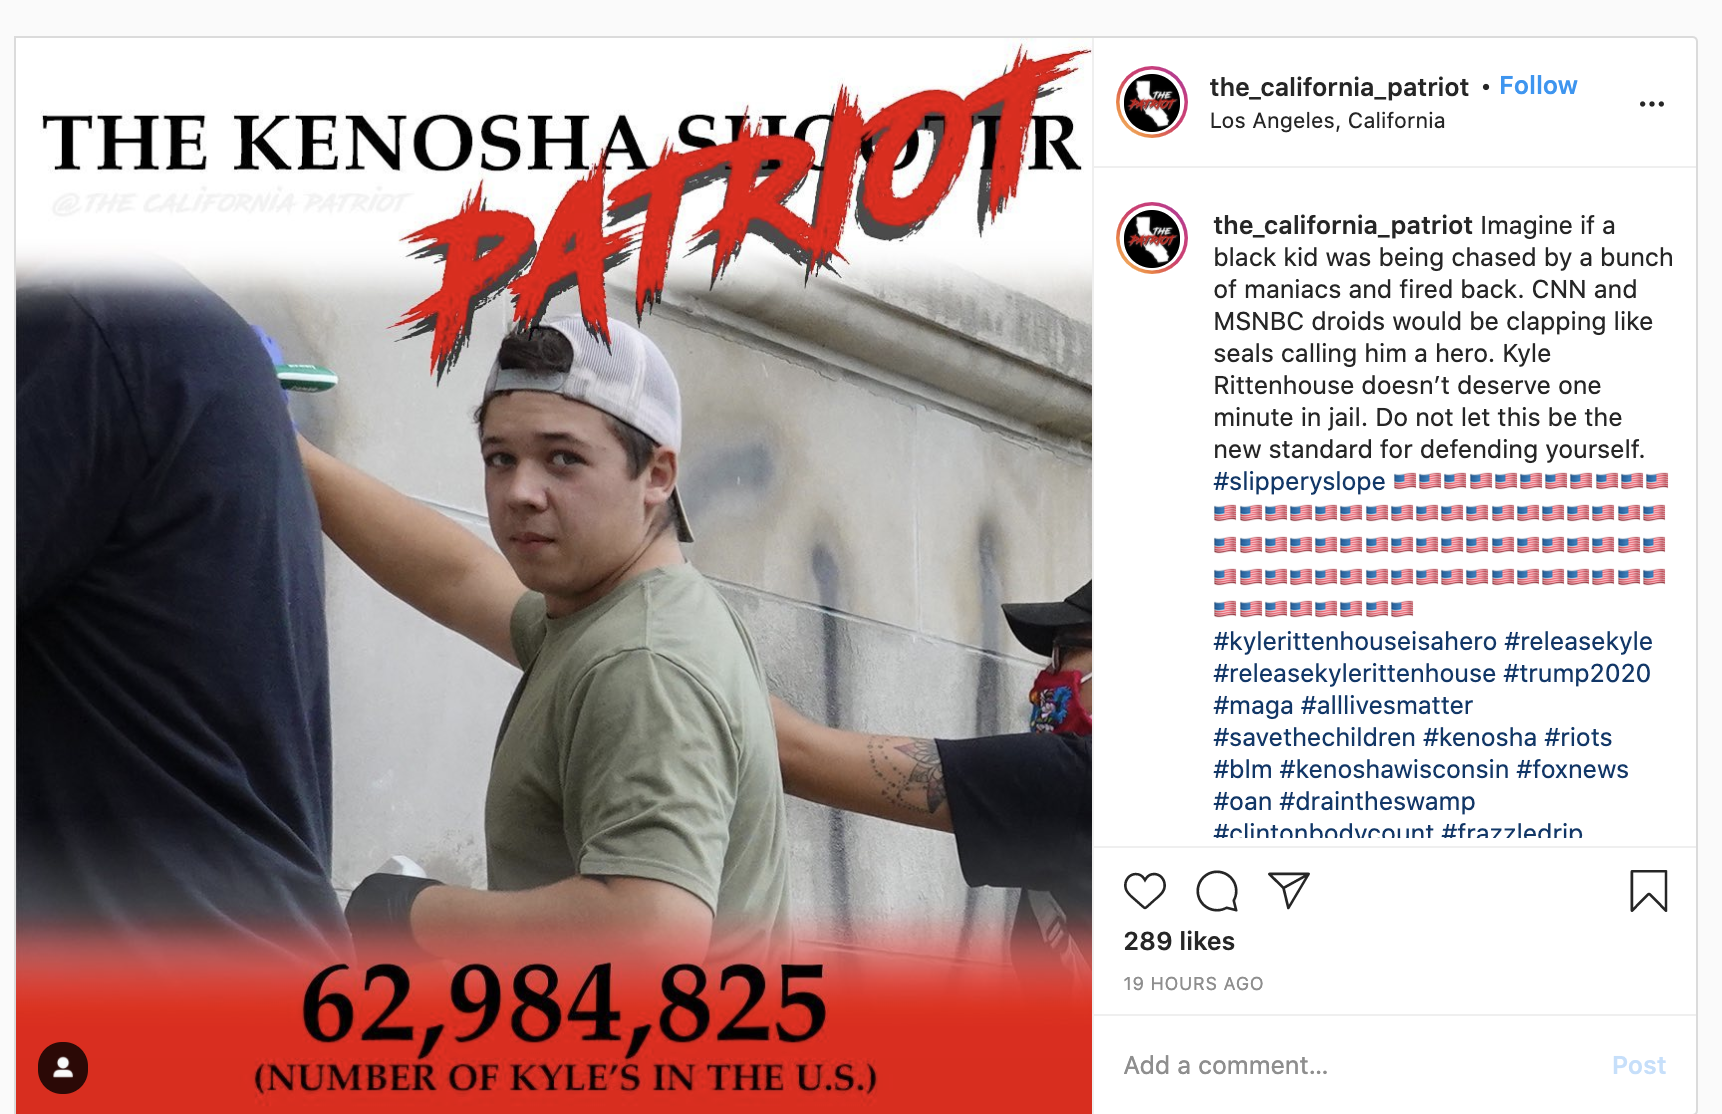 THE KENOSHA SHOOTER
PATRIOT
@THE CALIFORNIA PATRIOT
62,984,825
(NUMBER OF KYLE'S IN THE U.S.)
THE
PATRIOT
the_california_patriot • Follow
Los Angeles, California
...
THE
PATRIOT
the_california_patriot Imagine if a
black kid was being chased by a bunch
of maniacs and fired back. CNN and
MSNBC droids would be clapping like
seals calling him a hero. Kyle
Rittenhouse doesn’t deserve one
minute in jail. Do not let this be the
new standard for defending yourself.
#slipperyslope 🇺🇸🇺🇸🇺🇸🇺🇸🇺🇸🇺🇸🇺🇸🇺🇸🇺🇸🇺🇸🇺🇸
🇺🇸🇺🇸🇺🇸🇺🇸🇺🇸🇺🇸🇺🇸🇺🇸🇺🇸🇺🇸🇺🇸🇺🇸🇺🇸🇺🇸🇺🇸🇺🇸🇺🇸🇺🇸
🇺🇸🇺🇸🇺🇸🇺🇸🇺🇸🇺🇸🇺🇸🇺🇸🇺🇸🇺🇸🇺🇸🇺🇸🇺🇸🇺🇸🇺🇸🇺🇸🇺🇸🇺🇸
🇺🇸🇺🇸🇺🇸🇺🇸🇺🇸🇺🇸🇺🇸🇺🇸🇺🇸🇺🇸🇺🇸🇺🇸🇺🇸🇺🇸🇺🇸🇺🇸🇺🇸🇺🇸
🇺🇸🇺🇸🇺🇸🇺🇸🇺🇸🇺🇸🇺🇸🇺🇸
#kylerittenhouseisahero #releasekyle
#releasekylerittenhouse #trump2020
#maga #alllivesmatter
#savethechildren #kenosha #riots
#blm #kenoshawisconsin #foxnews
#oan #draintheswamp
#clintonbodycount #frazzledrip
289 likes
19 HOURS AGO
Add a comment...
Post